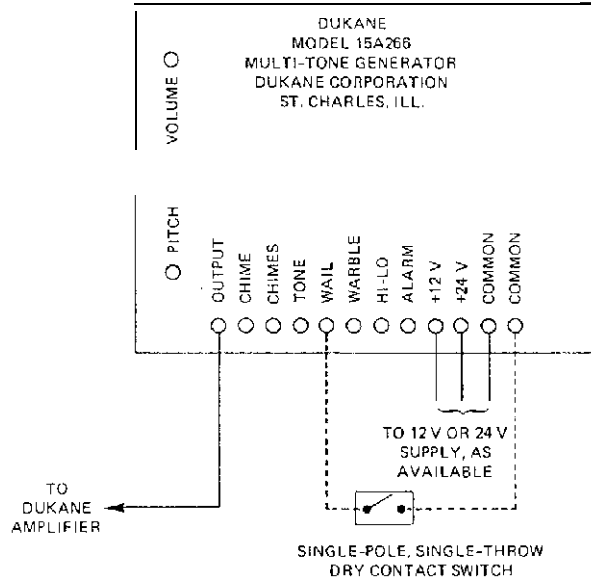 DUKANE
MODEL 15A266
MULTI-TONE GENERATOR
DUKANE CORPORATION
ST. CHARLES, ILL.
VOLUME
PITCH
OUTPUT
CHIME
CHIMES
TONE
WAIL
WARBLE
HI-LO
ALARM
+12 V
+24 V
COMMON
COMMON
TO 12 V OR 24 V
SUPPLY, AS
AVAILABLE
TO
DUKANE
AMPLIFIER
SINGLE-POLE, SINGLE-THROW
DRY CONTACT SWITCH